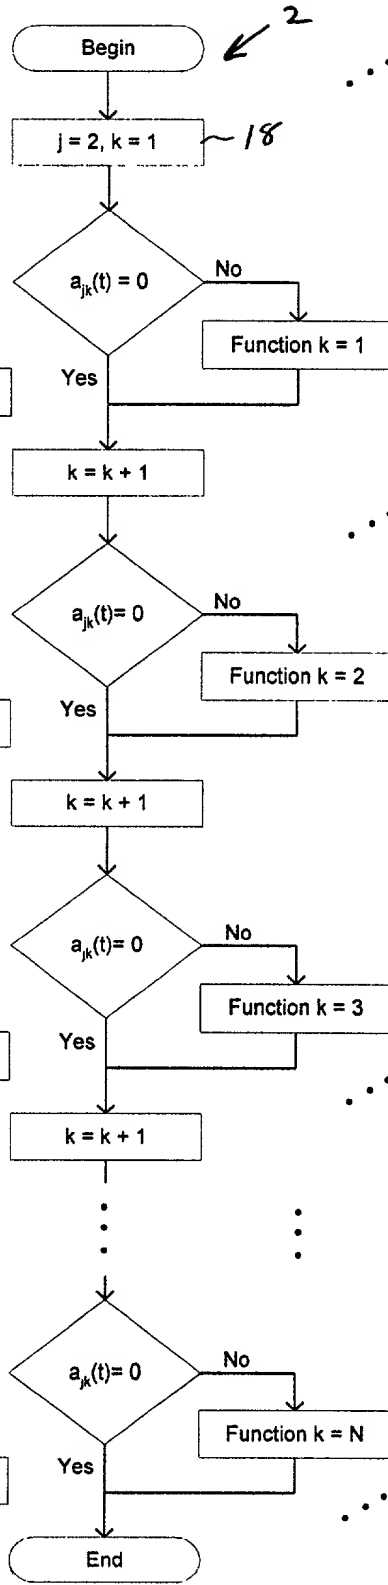 2
Begin
j = 2, k = 1
18
a_jk(t) = 0
No
Function k = 1
Yes
k = k + 1
a_jk(t)= 0
No
Function k = 2
Yes
k = k + 1
a_jk(t)= 0
No
Function k = 3
Yes
k = k + 1
a_jk(t)= 0
No
Function k = N
Yes
End